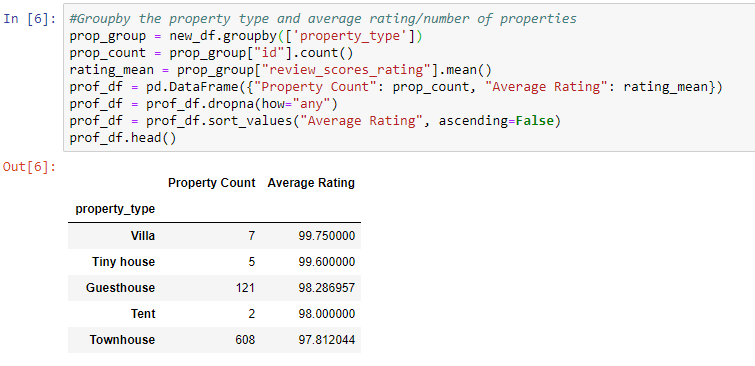 In [6]: #Groupby the property type and average rating/number of properties
prop_group = new_df.groupby(['property_type'])
prop_count = prop_group["id"].count()
rating_mean = prop_group["review_scores_rating"].mean()
prof_df = pd.DataFrame({"Property Count": prop_count, "Average Rating": rating_mean})
prof_df = prof_df.dropna(how="any")
prof_df = prof_df.sort_values("Average Rating", ascending=False)
prof_df.head()
Out[6]:
Property Count Average Rating
property_type
Villa 7 99.750000
Tiny house 5 99.600000
Guesthouse 121 98.286957
Tent 2 98.000000
Townhouse 608 97.812044